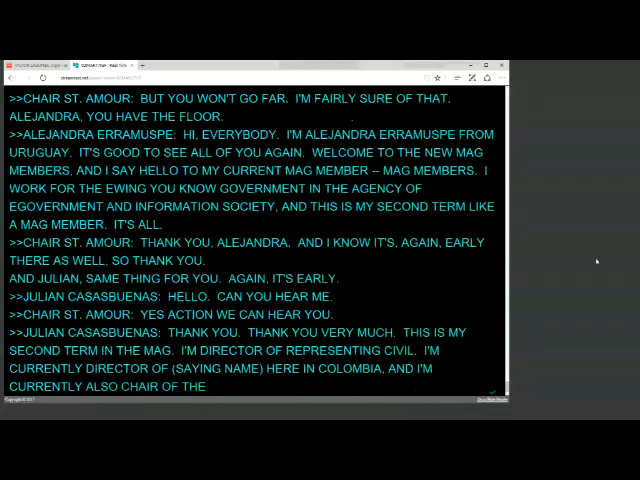 streamtext.net
>>CHAIR ST. AMOUR: BUT YOU WON'T GO FAR. I'M FAIRLY SURE OF THAT.
ALEJANDRA, YOU HAVE THE FLOOR.
>>ALEJANDRA ERRAMUSPE: HI, EVERYBODY. I'M ALEJANDRA ERRAMUSPE FROM
URUGUAY. IT'S GOOD TO SEE ALL OF YOU AGAIN. WELCOME TO THE NEW MAG
MEMBERS, AND I SAY HELLO TO MY CURRENT MAG MEMBER -- MAG MEMBERS. I
WORK FOR THE EWING YOU KNOW GOVERNMENT IN THE AGENCY OF
EGOVERNMENT AND INFORMATION SOCIETY, AND THIS IS MY SECOND TERM LIKE
A MAG MEMBER. IT'S ALL.
>>CHAIR ST. AMOUR: THANK YOU, ALEJANDRA. AND I KNOW IT'S, AGAIN, EARLY
THERE AS WELL, SO THANK YOU.
AND JULIAN, SAME THING FOR YOU. AGAIN, IT'S EARLY.
>>JULIAN CASASBUENAS: HELLO. CAN YOU HEAR ME.
>>CHAIR ST. AMOUR: YES ACTION WE CAN HEAR YOU.
>>JULIAN CASASBUENAS: THANK YOU. THANK YOU VERY MUCH. THIS IS MY
SECOND TERM IN THE MAG. I'M DIRECTOR OF REPRESENTING CIVIL. I'M
CURRENTLY DIRECTOR OF (SAYING NAME) HERE IN COLOMBIA, AND I'M
CURRENTLY ALSO CHAIR OF THE